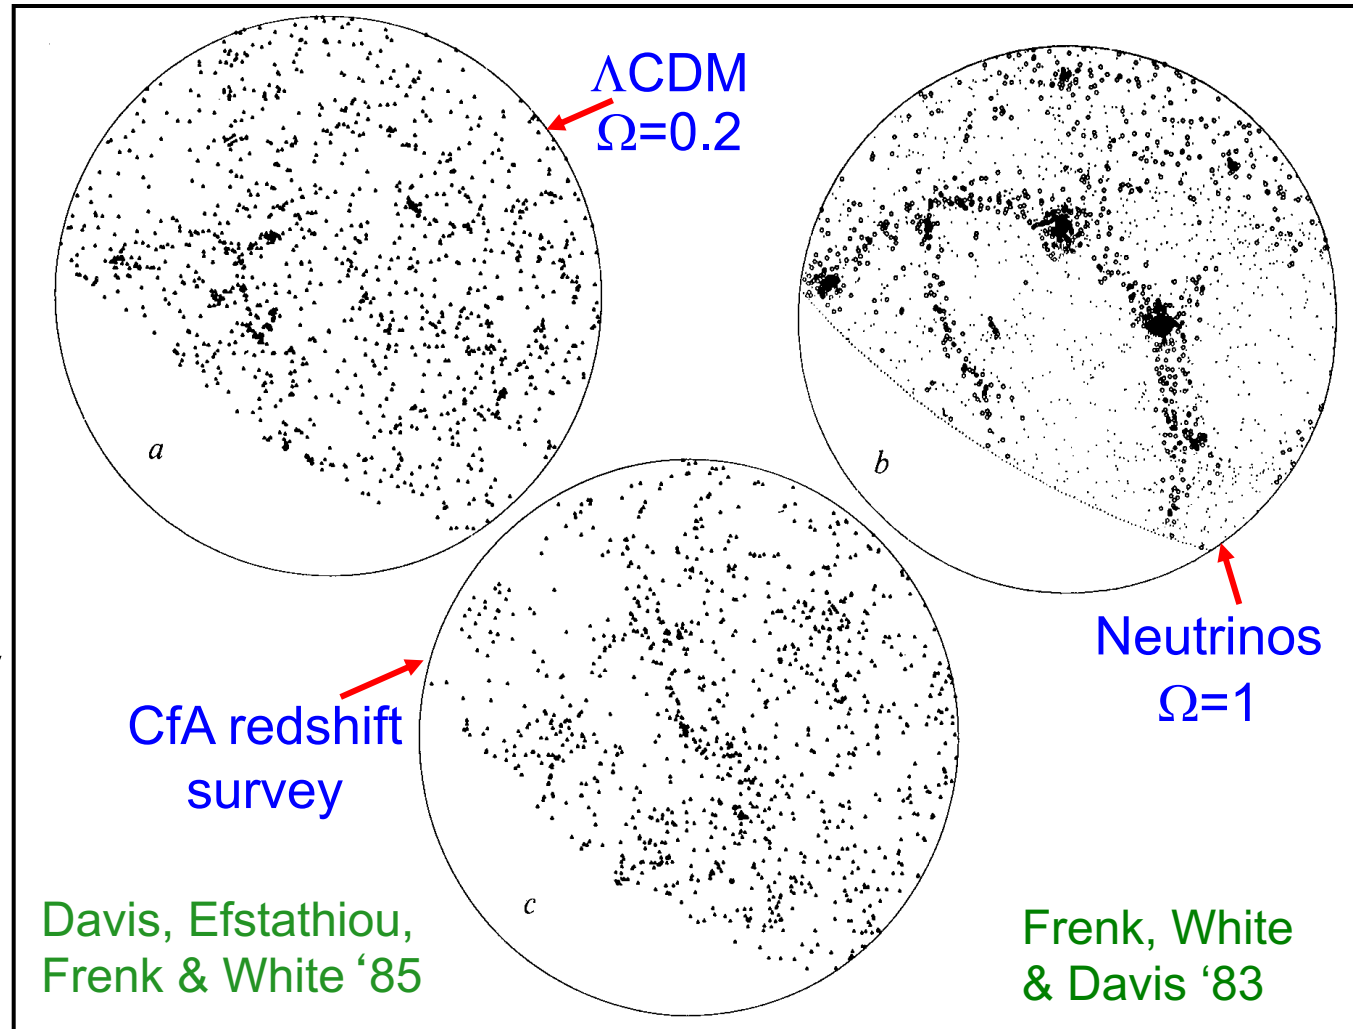 ΛCDM
Ω=0.2
a
b
Neutrinos
Ω=1
CfA redshift
survey
c
Davis, Efstathiou,
Frenk & White ‘85
Frenk, White
& Davis ‘83